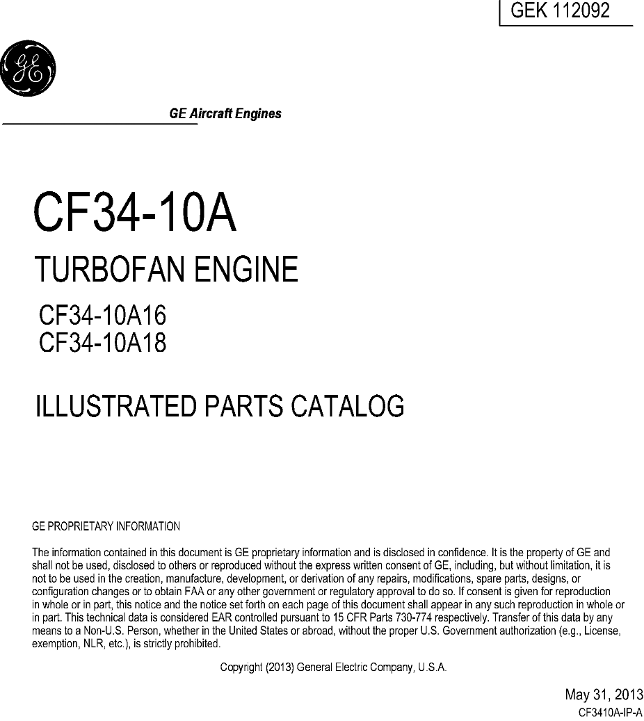 GEK 112092
GE
GE Aircraft Engines
CF34-10A
TURBOFAN ENGINE
CF34-10A16
CF34-10A18
ILLUSTRATED PARTS CATALOG
GE PROPRIETARY INFORMATION
The information contained in this document is GE proprietary information and is disclosed in confidence. It is the property of GE and
shall not be used, disclosed to others or reproduced without the express written consent of GE, including, but without limitation, it is
not to be used in the creation, manufacture, development, or derivation of any repairs, modifications, spare parts, designs, or
configuration changes or to obtain FAA or any other government or regulatory approval to do so. If consent is given for reproduction
in whole or in part, this notice and the notice set forth on each page of this document shall appear in any such reproduction in whole or
in part. This technical data is considered EAR controlled pursuant to 15 CFR Parts 730-774 respectively. Transfer of this data by any
means to a Non-U.S. Person, whether in the United States or abroad, without the proper U.S. Government authorization (e.g., License,
exemption, NLR, etc.), is strictly prohibited.
Copyright (2013) General Electric Company, U.S.A.
May 31, 2013
CF3410A-IP-A